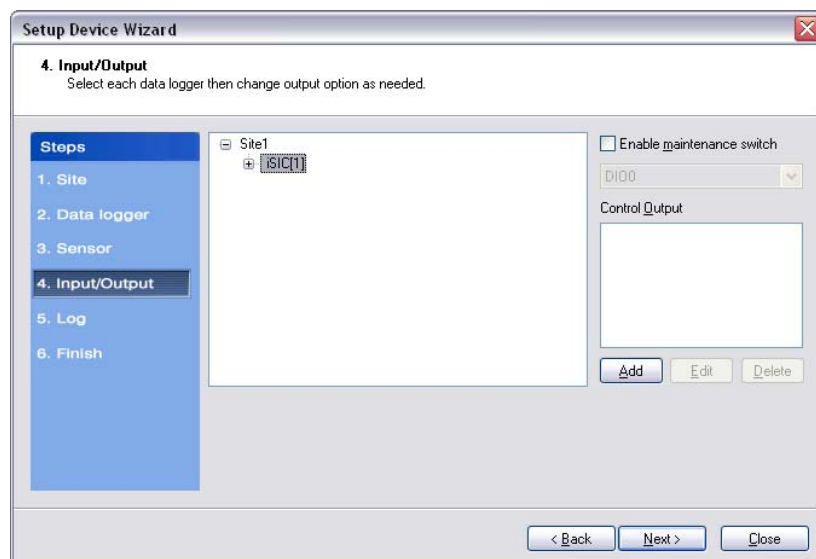 Setup Device Wizard
4. Input/Output
Select each data logger then change output option as needed.
Steps
1. Site
2. Data logger
3. Sensor
4. Input/Output
5. Log
6. Finish
Site1
iSIC[1]
Enable maintenance switch
DIO0
Control Output
Add
Edit
Delete
< Back
Next >
Close